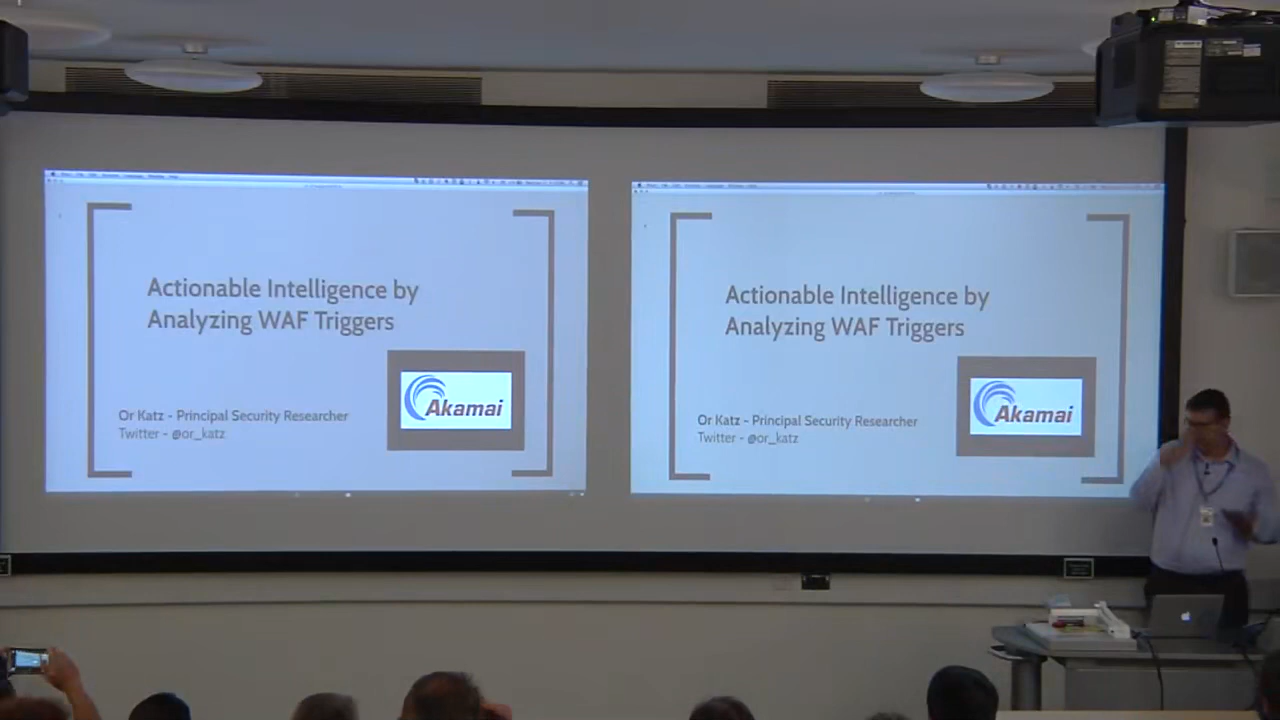 Actionable Intelligence by
Analyzing WAF Triggers
Akamai
Or Katz - Principal Security Researcher
Twitter - @or_katz
Actionable Intelligence by
Analyzing WAF Triggers
Akamai
Or Katz - Principal Security Researcher
Twitter - @or_katz